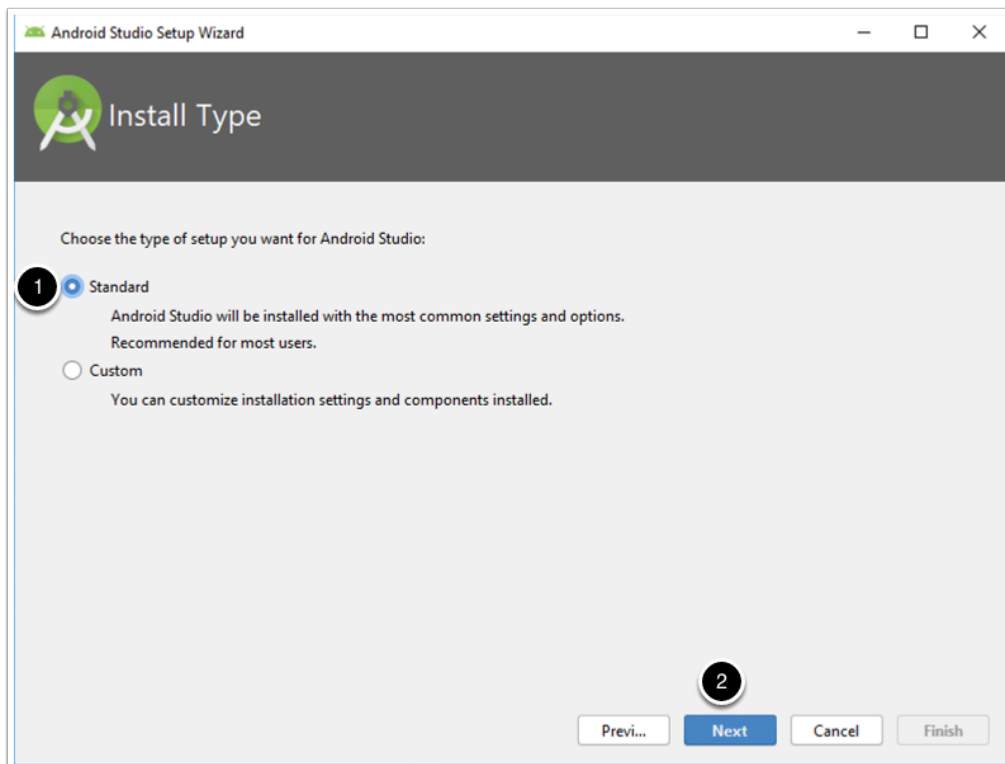 Android Studio Setup Wizard
Install Type
Choose the type of setup you want for Android Studio:
1 Standard
Android Studio will be installed with the most common settings and options.
Recommended for most users.
Custom
You can customize installation settings and components installed.
2
Previ... Next Cancel Finish